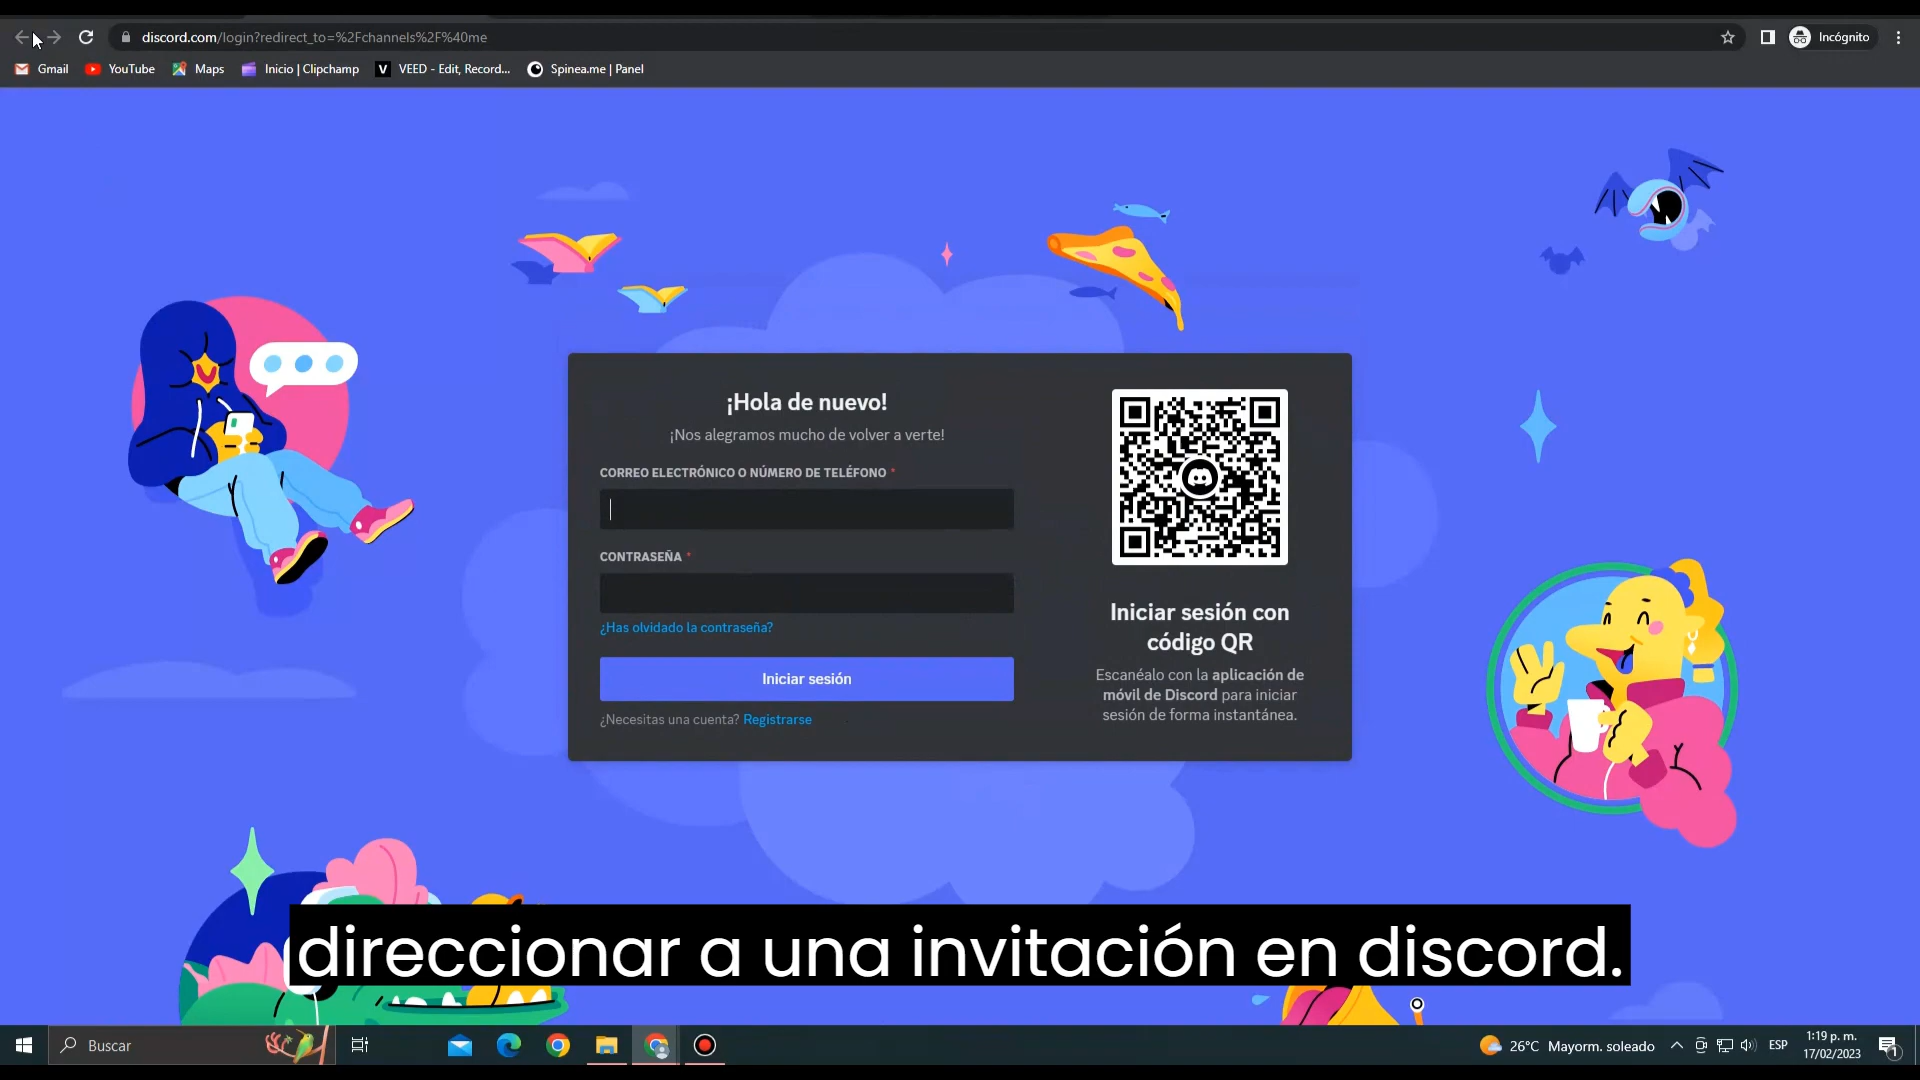 discord.com/login?redirect_to=%2Fchannels%2F%40me
Incógnito
Gmail
YouTube
Maps
Inicio | Clipchamp
V
VEED - Edit, Record...
Spinea.me | Panel
¡Hola de nuevo!
¡Nos alegramos mucho de volver a verte!
CORREO ELECTRÓNICO O NÚMERO DE TELÉFONO *
CONTRASEÑA *
¿Has olvidado la contraseña?
Iniciar sesión
¿Necesitas una cuenta? Registrarse
Iniciar sesión con
código QR
Escanéalo con la aplicación de
móvil de Discord para iniciar
sesión de forma instantánea.
direccionar a una invitación en discord.
Buscar
26°C Mayorm. soleado
ESP
1:19 p. m.
17/02/2023
1